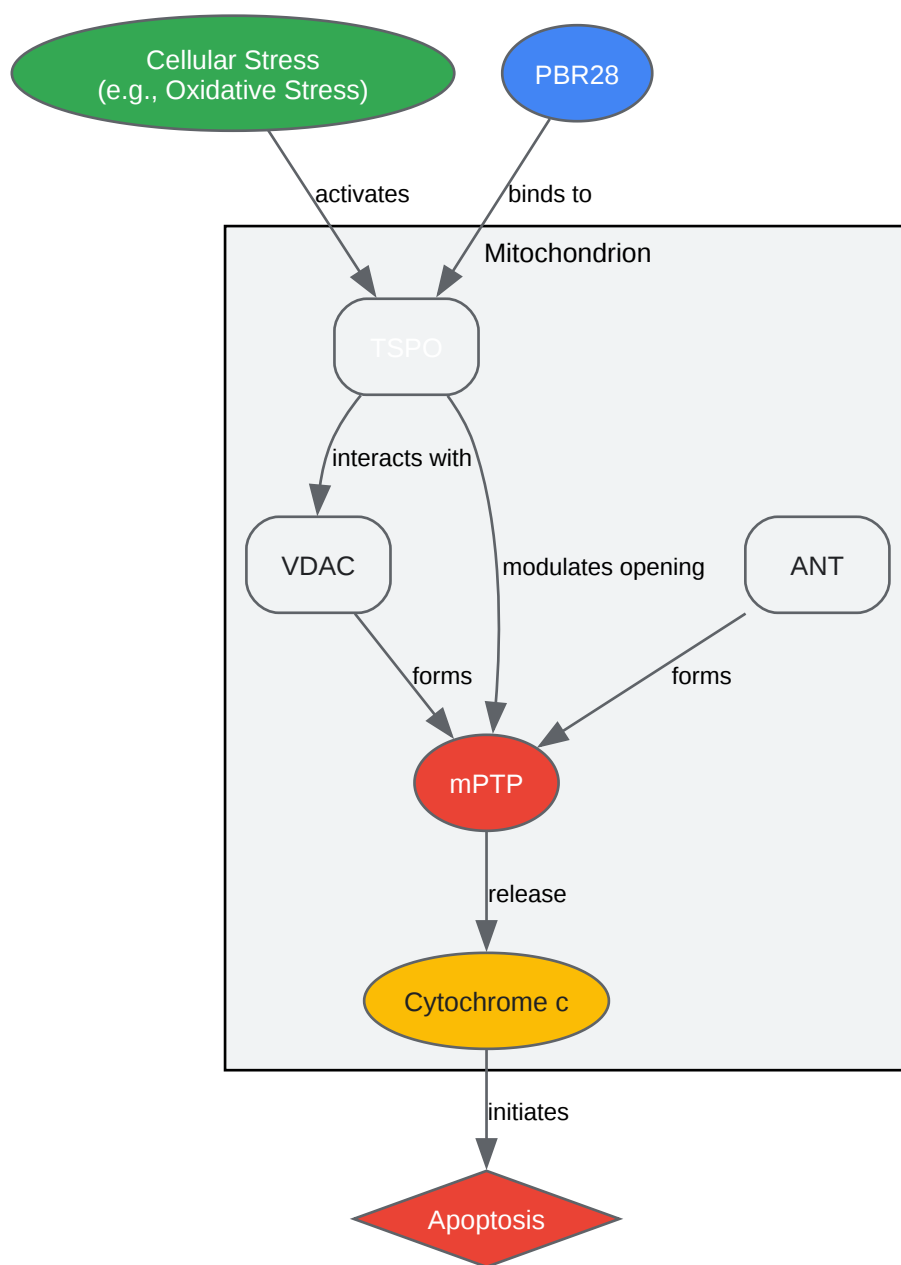 Cellular Stress
(e.g., Oxidative Stress)
PBR28
activates
binds to
Mitochondrion
TSPO
interacts with
VDAC
modulates opening
ANT
forms
forms
mPTP
release
Cytochrome c
initiates
Apoptosis